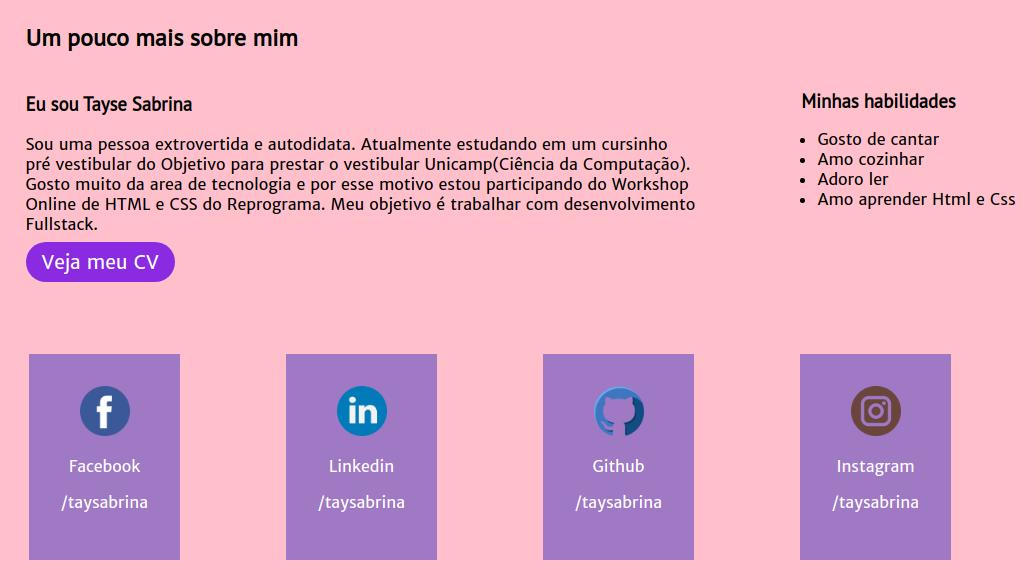 Um pouco mais sobre mim
Eu sou Tayse Sabrina
Sou uma pessoa extrovertida e autodidata. Atualmente estudando em um cursinho
pré vestibular do Objetivo para prestar o vestibular Unicamp(Ciência da Computação).
Gosto muito da area de tecnologia e por esse motivo estou participando do Workshop
Online de HTML e CSS do Reprograma. Meu objetivo é trabalhar com desenvolvimento
Fullstack.
Veja meu CV
Minhas habilidades
Gosto de cantar
Amo cozinhar
Adoro ler
Amo aprender Html e Css
f
Facebook
/taysabrina
in
Linkedin
/taysabrina
Github
/taysabrina
Instagram
/taysabrina